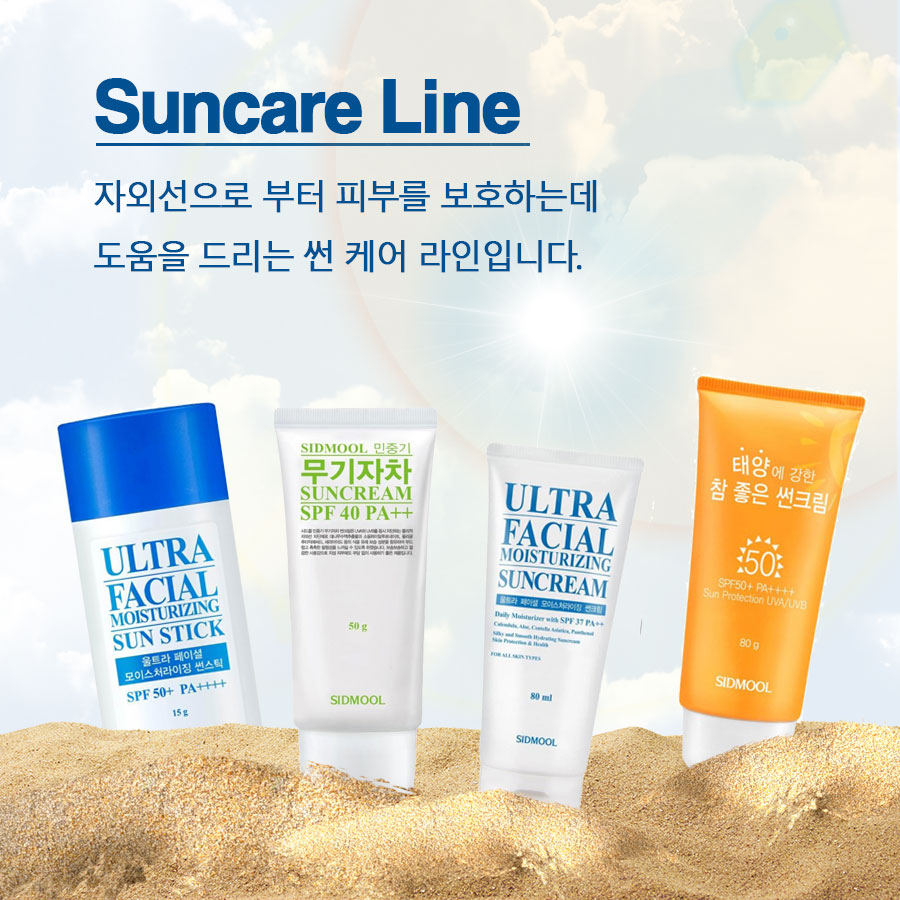 Suncare Line
자외선으로 부터 피부를 보호하는데
도움을 드리는 썬 케어 라인입니다.
ULTRA
FACIAL
MOISTURIZING
SUN STICK
울트라 페이셜
모이스처라이징 썬스틱
SPF 50+ PA++++
15 g
SIDMOOL 민중기
무기자차
SUNCREAM
SPF 40 PA++
50 g
SIDMOOL
ULTRA
FACIAL
MOISTURIZING
SUNCREAM
울트라 페이셜 모이스처라이징 썬크림
Daily Moisturizer with SPF 37 PA++
Calendula, Aloe, Centella Asiatica, Panthenol
Silky and Smooth Hydrating Suncream
Skin Protection & Health
FOR ALL SKIN TYPES
80 ml
SIDMOOL
태양에 강한
참 좋은 썬크림
50
SPF50+ PA++++
Sun Protection UVA/UVB
80 g
SIDMOOL